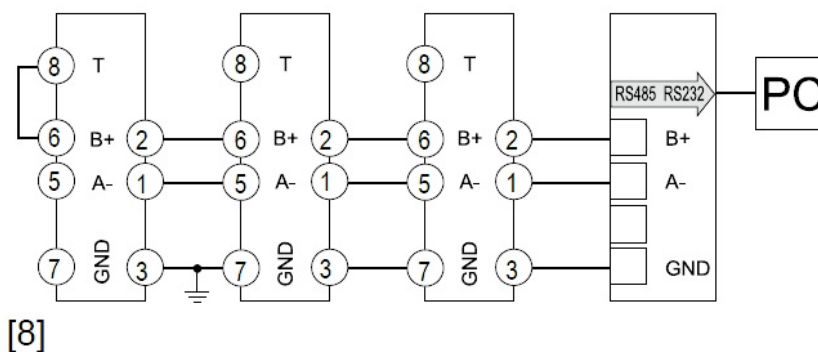 8 T 8 T 8 T
RS485 RS232 PC
6 B+ 2 6 B+ 2 6 B+ 2 B+
5 A- 1 5 A- 1 5 A- 1 A-
7 GND 3 7 GND 3 7 GND 3 GND
[8]